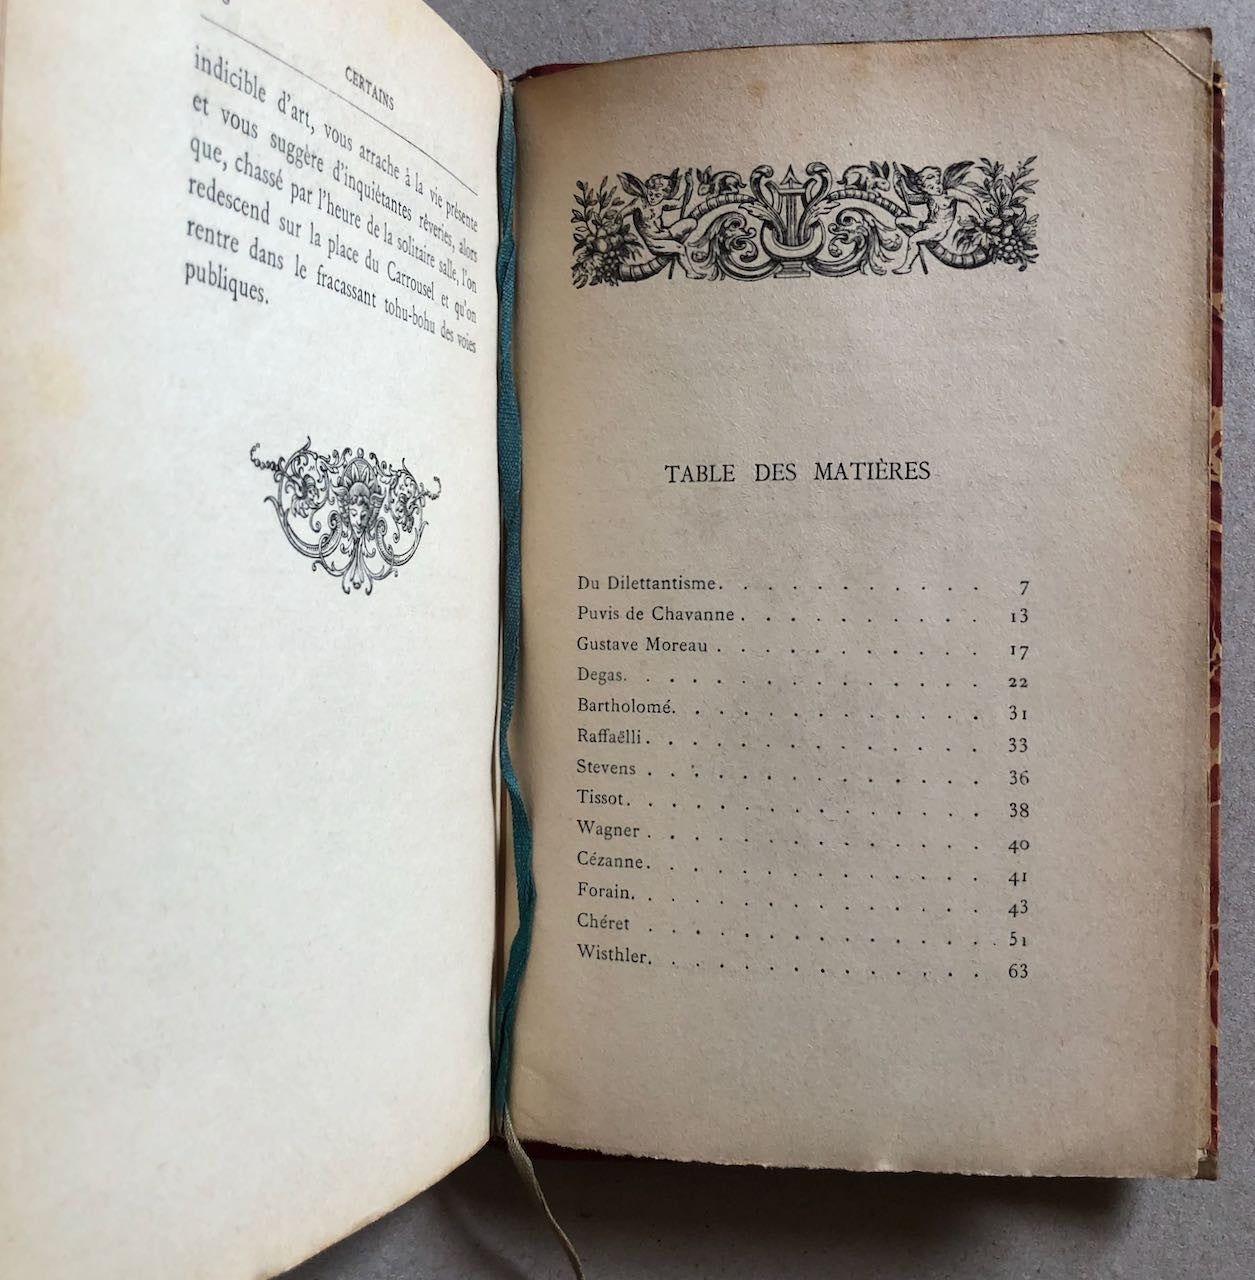 CERTAINS
indicible d'art, vous arrache à la vie présente
et vous suggère d'inquiétantes rêveries, alors
que, chassé par l'heure de la solitaire salle, l'on
redescend sur la place du Carrousel et qu'on
rentre dans le fracassant tohu-bohu des voies
publiques.
TABLE DES MATIÈRES
Du Dilettantisme. . . . . . . . . . . . 7
Puvis de Chavanne . . . . . . . . . . . 13
Gustave Moreau . . . . . . . . . . . . 17
Degas. . . . . . . . . . . . . . . . 22
Bartholomé. . . . . . . . . . . . . . 31
Raffaëlli . . . . . . . . . . . . . . . 33
Stevens . . . . . . . . . . . . . . . 36
Tissot. . . . . . . . . . . . . . . . 38
Wagner . . . . . . . . . . . . . . . 40
Cézanne. . . . . . . . . . . . . . . 41
Forain. . . . . . . . . . . . . . . . 43
Chéret . . . . . . . . . . . . . . . . 51
Wisthler. . . . . . . . . . . . . . . 63